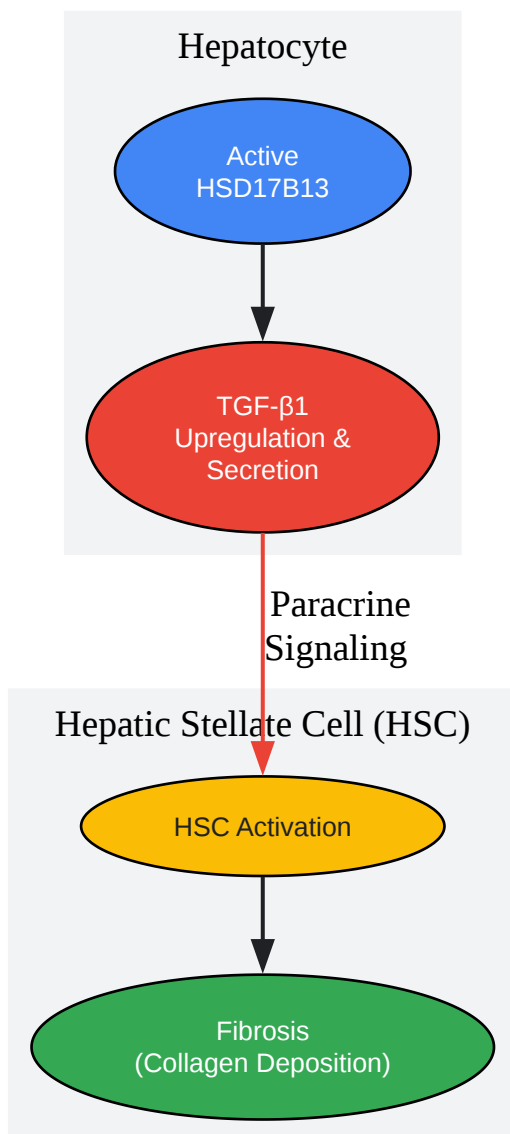 Hepatocyte
Active
HSD17B13
TGF-β1
Upregulation &
Secretion
Paracrine
Signaling
Hepatic Stellate Cell (HSC)
HSC Activation
Fibrosis
(Collagen Deposition)